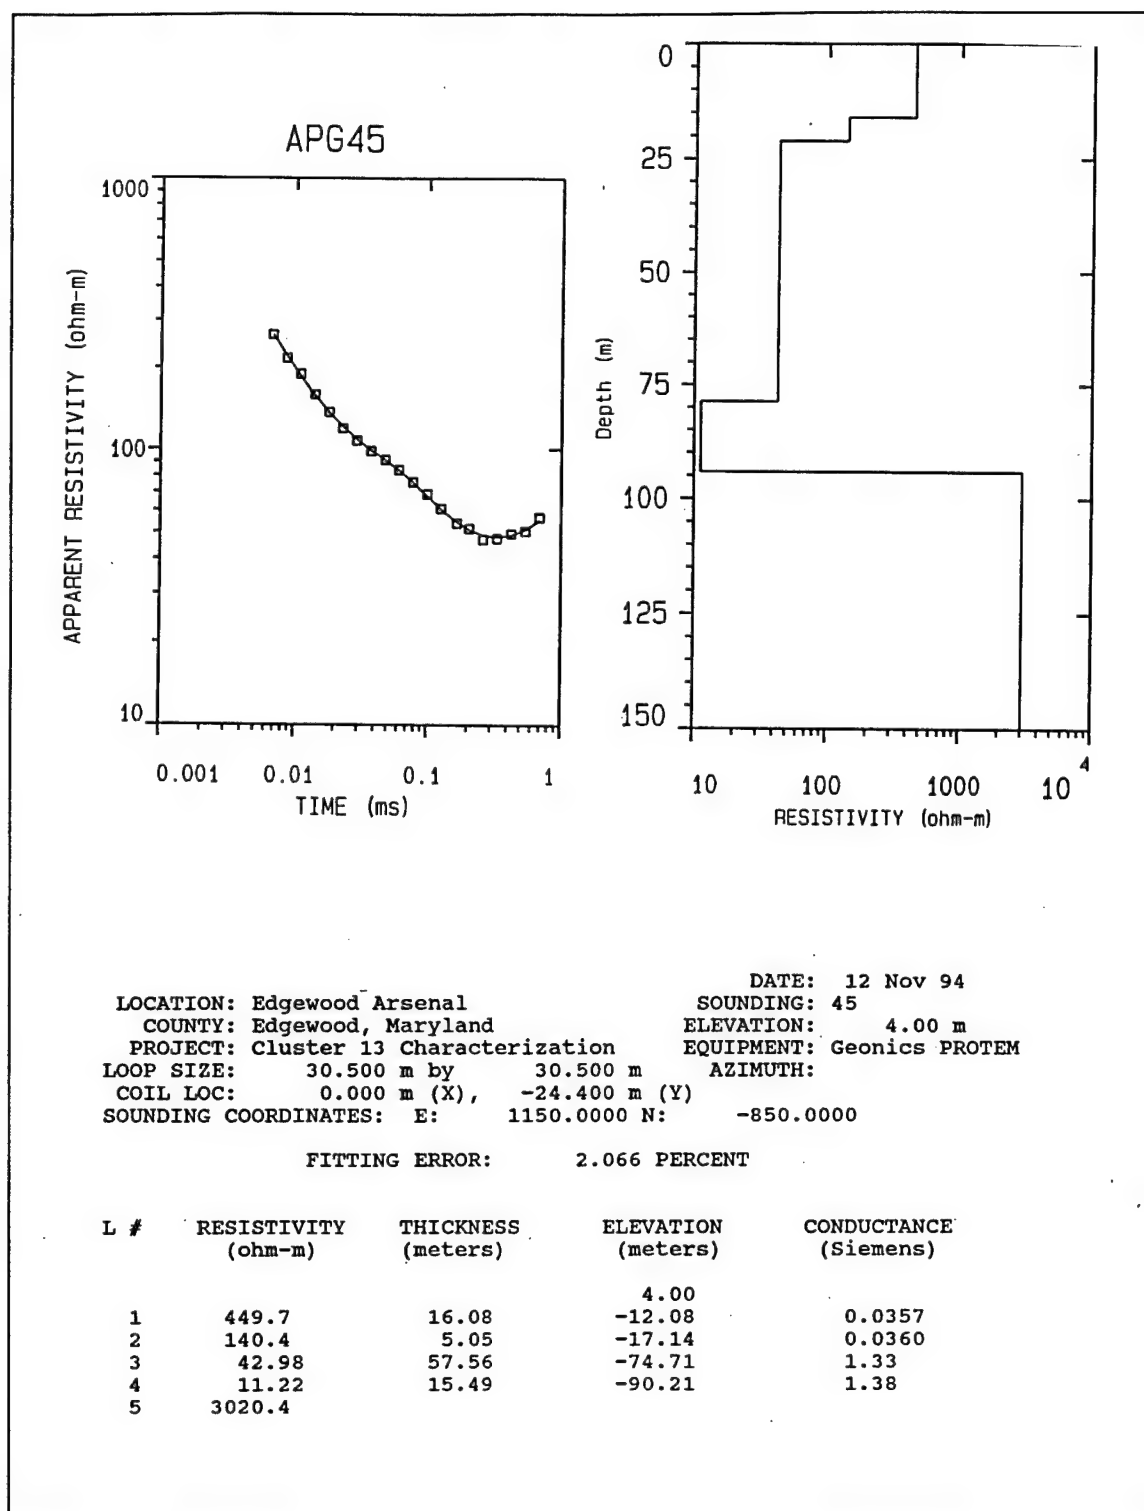 APG45
1000
100
10
APPARENT RESISTIVITY (ohm-m)
0.001 0.01 0.1 1
TIME (ms)
0
25
50
75
100
125
150
Depth (m)
10 100 1000 10 4
RESISTIVITY (ohm-m)
DATE: 12 Nov 94
LOCATION: Edgewood Arsenal SOUNDING: 45
COUNTY: Edgewood, Maryland ELEVATION: 4.00 m
PROJECT: Cluster 13 Characterization EQUIPMENT: Geonics PROTEM
LOOP SIZE: 30.500 m by 30.500 m AZIMUTH:
COIL LOC: 0.000 m (X), -24.400 m (Y)
SOUNDING COORDINATES: E: 1150.0000 N: -850.0000
FITTING ERROR: 2.066 PERCENT
L # RESISTIVITY THICKNESS ELEVATION CONDUCTANCE
(ohm-m) (meters) (meters) (Siemens)
4.00
1 449.7 16.08 -12.08 0.0357
2 140.4 5.05 -17.14 0.0360
3 42.98 57.56 -74.71 1.33
4 11.22 15.49 -90.21 1.38
5 3020.4